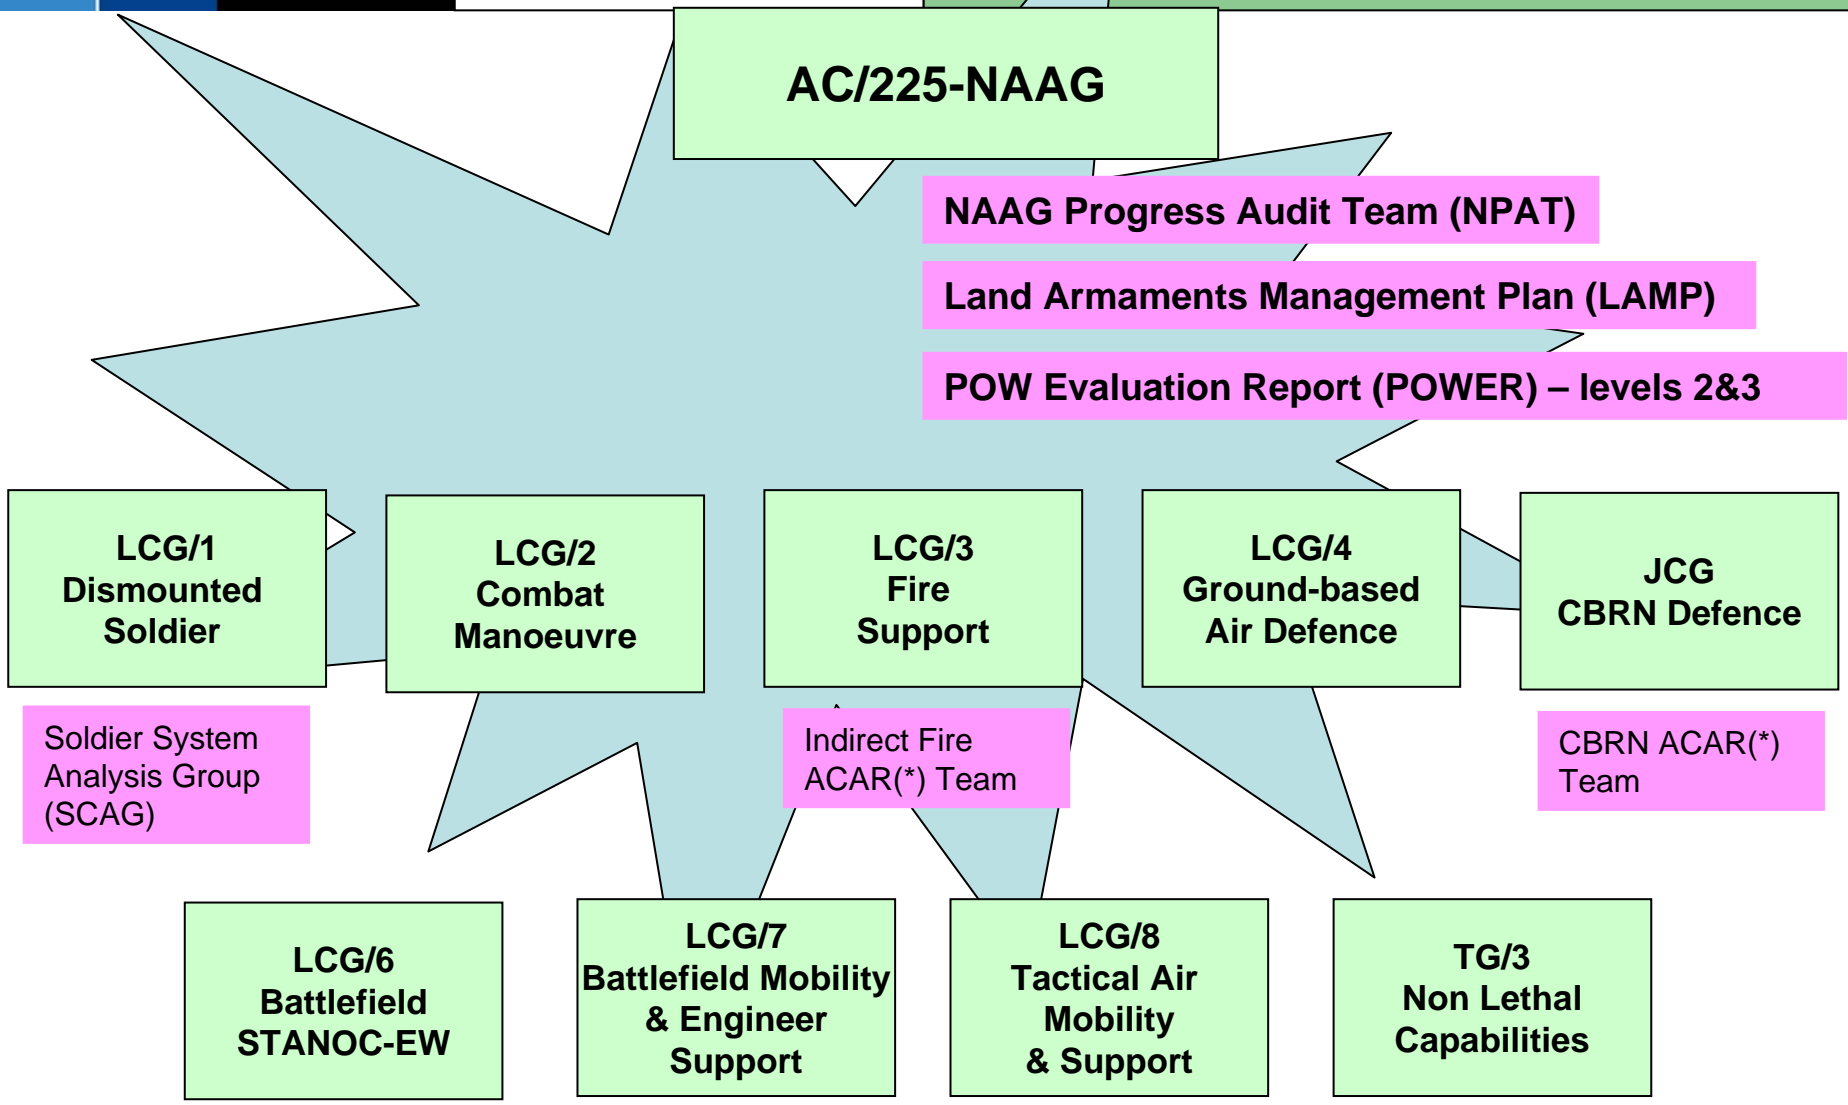 AC/225-NAAG
NAAG Progress Audit Team (NPAT)
Land Armaments Management Plan (LAMP)
POW Evaluation Report (POWER) – levels 2&3
LCG/1
Dismounted
Soldier
LCG/2
Combat
Manoeuvre
LCG/3
Fire
Support
LCG/4
Ground-based
Air Defence
JCG
CBRN Defence
Soldier System
Analysis Group
(SCAG)
Indirect Fire
ACAR(*) Team
CBRN ACAR(*)
Team
LCG/6
Battlefield
STANOC-EW
LCG/7
Battlefield Mobility
& Engineer
Support
LCG/8
Tactical Air
Mobility
& Support
TG/3
Non Lethal
Capabilities